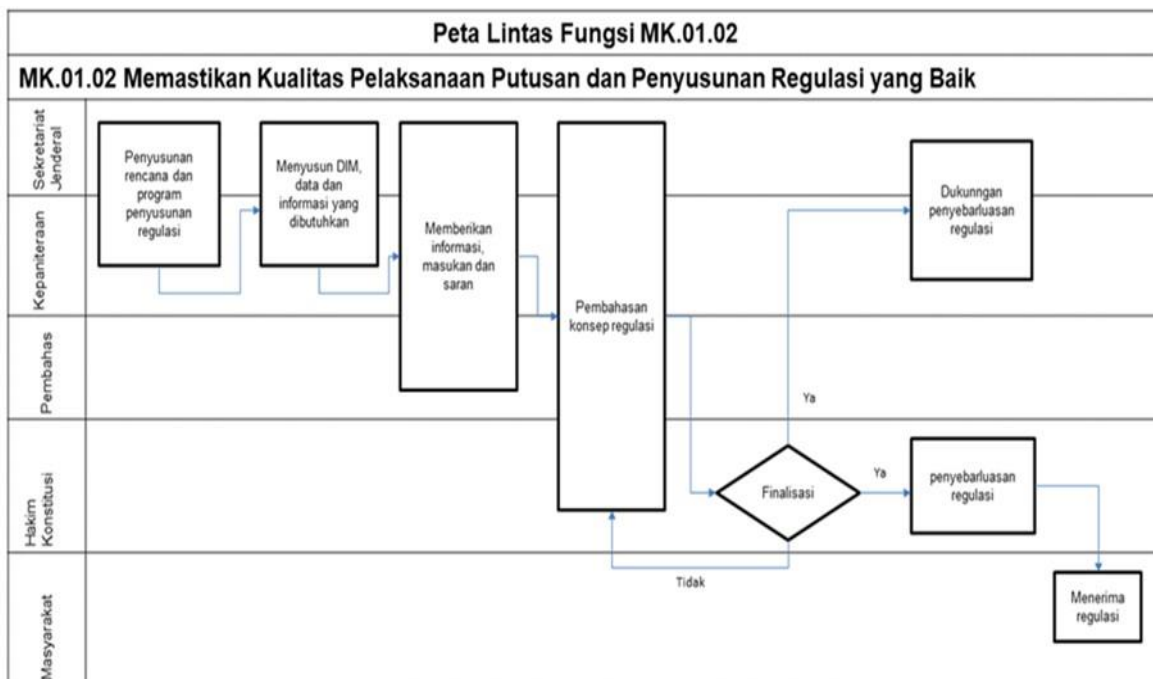 Peta Lintas Fungsi MK.01.02
MK.01.02 Memastikan Kualitas Pelaksanaan Putusan dan Penyusunan Regulasi yang Baik
Sekretariat
Jenderal
Penyusunan
rencana dan
program
penyusunan
regulasi
Menyusun DIM,
data dan
informasi yang
dibutuhkan
Memberikan
informasi,
masukan dan
saran
Pembahasan
konsep regulasi
Dukunngan
penyebarluasan
regulasi
Kepaniteraan
Pembahas
Ya
Hakim
Konstitusi
Finalisasi
Ya
penyebarluasan
regulasi
Tidak
Masyarakat
Menerima
regulasi